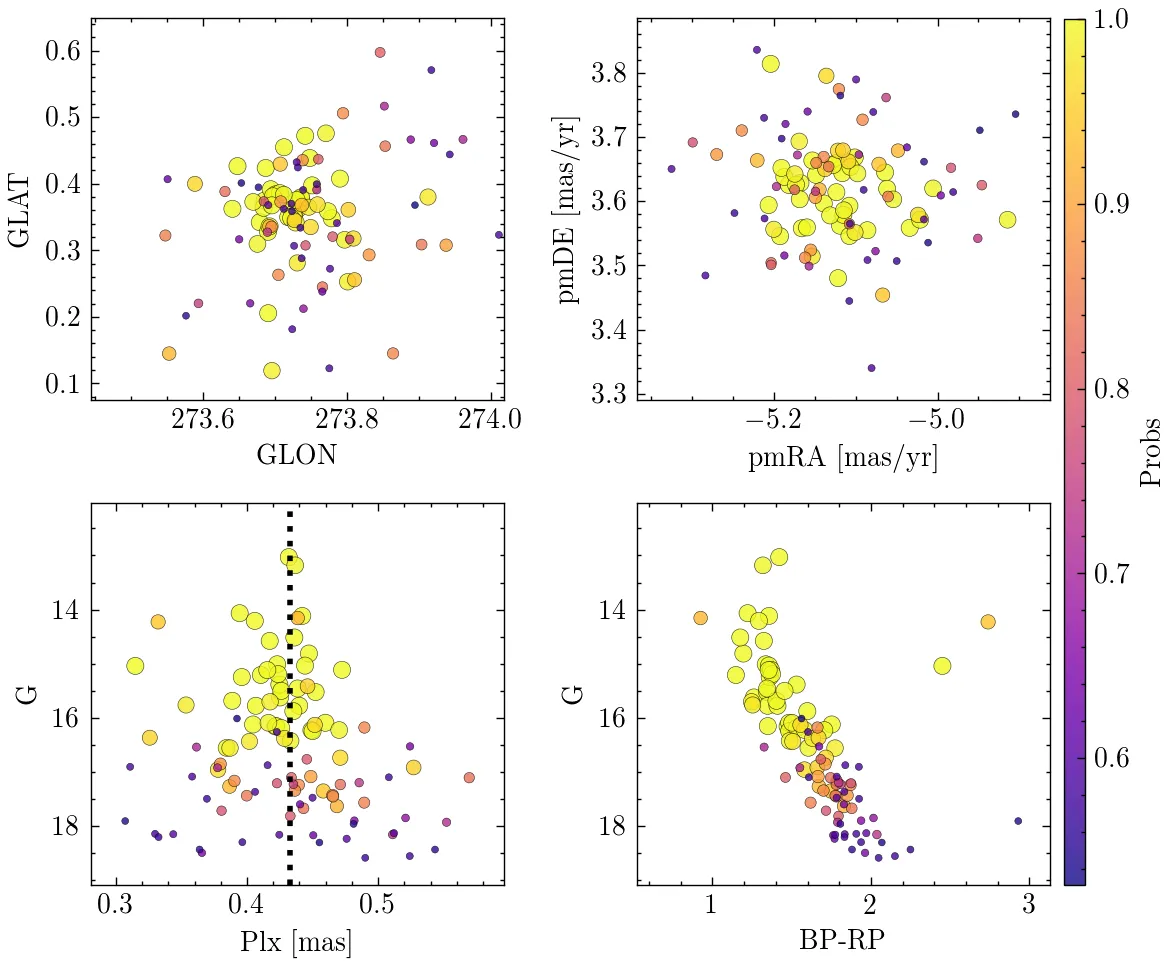 0.6
0.5
0.4
0.3
0.2
0.1
GLAT
273.6 273.8 274.0
GLON
3.8
3.7
3.6
3.5
3.4
3.3
pmDE [mas/yr]
−5.2 −5.0
pmRA [mas/yr]
14
16
18
G
0.3 0.4 0.5
Plx [mas]
14
16
18
G
1 2 3
BP-RP
1.0
0.9
0.8
0.7
0.6
Probs